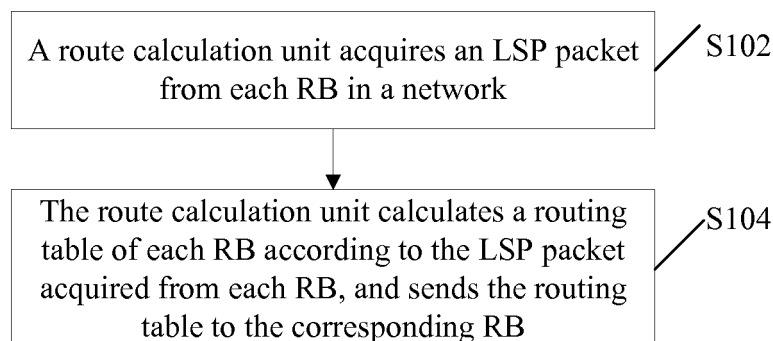 A route calculation unit acquires an LSP packet
from each RB in a network
S102
The route calculation unit calculates a routing
table of each RB according to the LSP packet
acquired from each RB, and sends the routing
table to the corresponding RB
S104